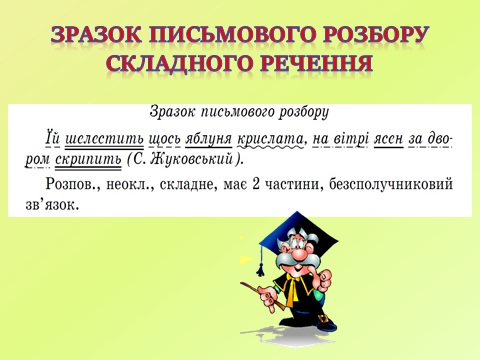 ЗРАЗОК ПИСЬМОВОГО РОЗБОРУ
СКЛАДНОГО РЕЧЕННЯ
Зразок письмового розбору
Їй шелестить щось яблуня крислата, на вітрі ясен за дво-
ром скрипить (С. Жуковський).
Розпов., неокл., складне, має 2 частини, безсполучниковий
зв’язок.